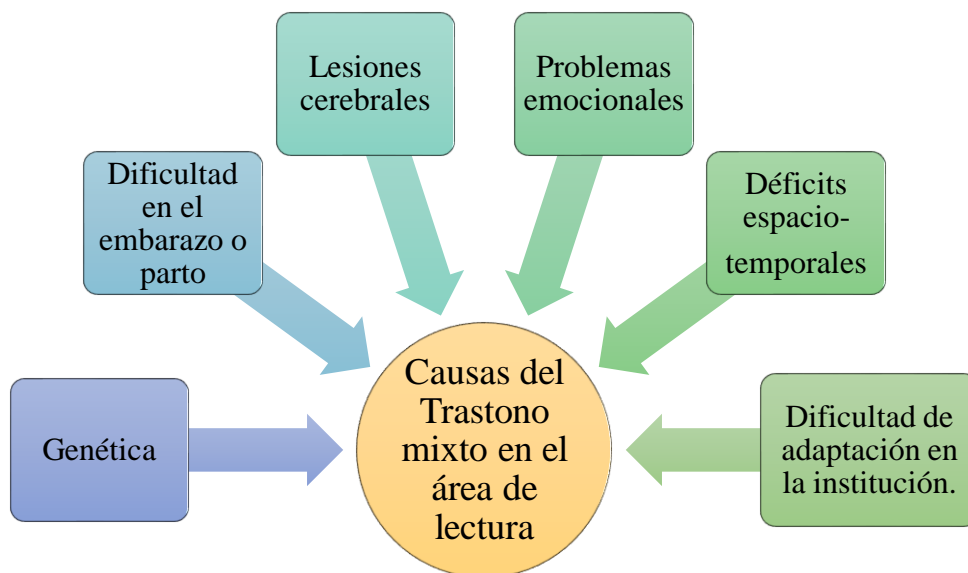 Lesiones
cerebrales
Problemas
emocionales
Dificultad
en el
embarazo o
parto
Déficits
espacio-
temporales
Genética
Causas del
Trastono
mixto en el
área de
lectura
Dificultad de
adaptación en
la institución.